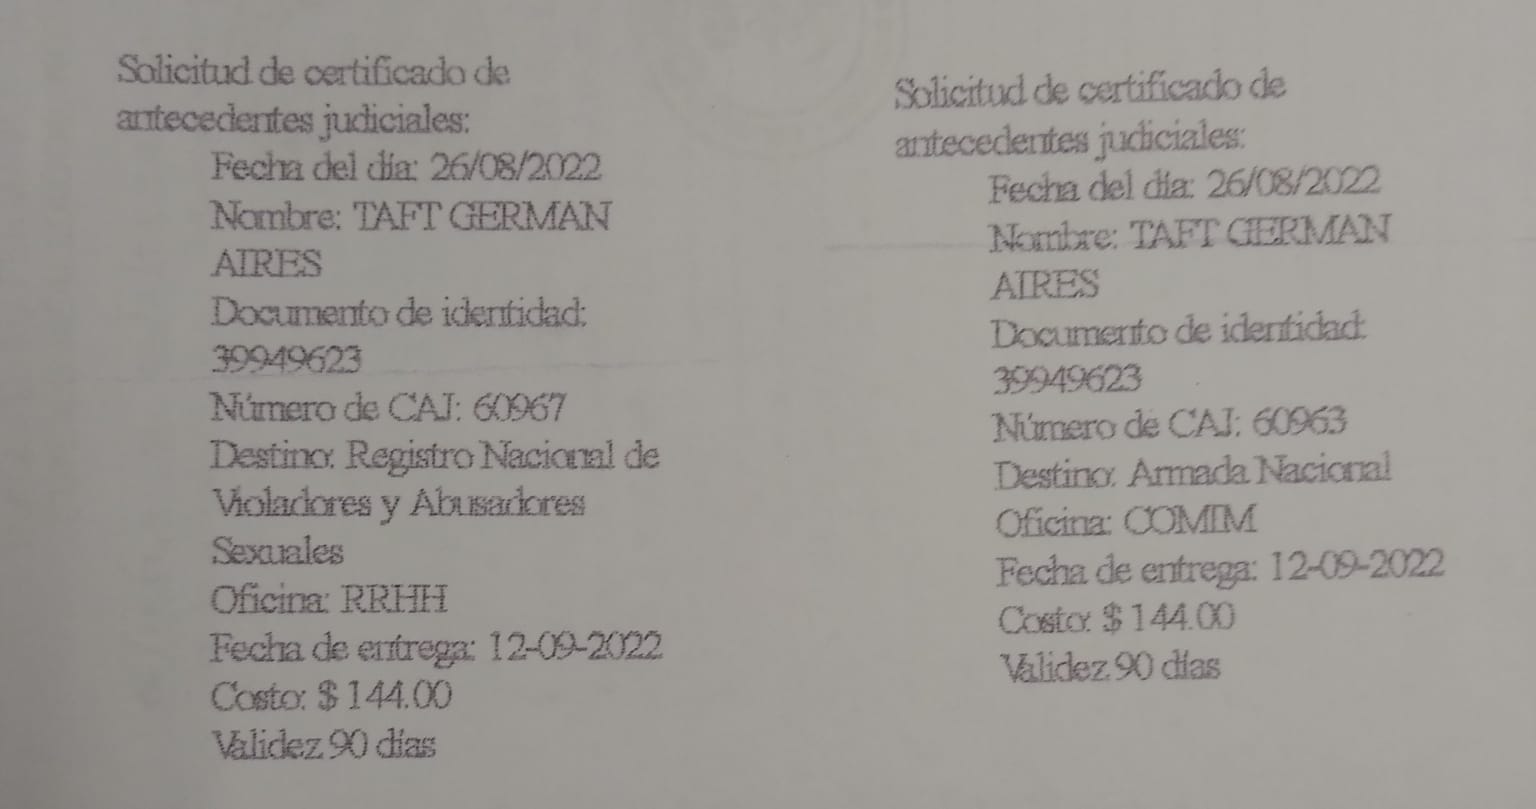 Solicitud de certificado de
antecedentes judiciales:
Fecha del día: 26/08/2022
Nombre: TAFT GERMAN
AIRES
Documento de identidad:
39949623
Número de CAJ: 60967
Destino: Registro Nacional de
Violadores y Abusadores
Sexuales
Oficina: RRHH
Fecha de entrega: 12-09-2022
Costo: $ 144.00
Validez 90 días
Solicitud de certificado de
antecedentes judiciales:
Fecha del día: 26/08/2022
Nombre: TAFT GERMAN
AIRES
Documento de identidad:
39949623
Número de CAJ: 60963
Destino: Armada Nacional
Oficina: COMIM
Fecha de entrega: 12-09-2022
Costo: $ 144.00
Validez 90 días